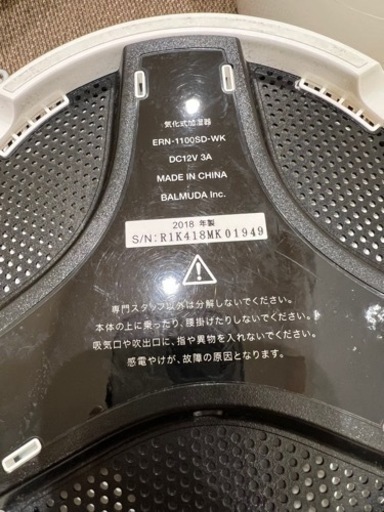 気化式加湿器
ERN-1100SD-WK
DC12V 3A
MADE IN CHINA
BALMUDA Inc.
2018 年製
S/N:R1K418MK01949
専門スタッフ以外は分解しないでください。
本体の上に乗ったり、腰掛けたりしないでください。
吸気口や吹出口に、指や異物を入れないでください。
感電やけが、故障の原因となります。